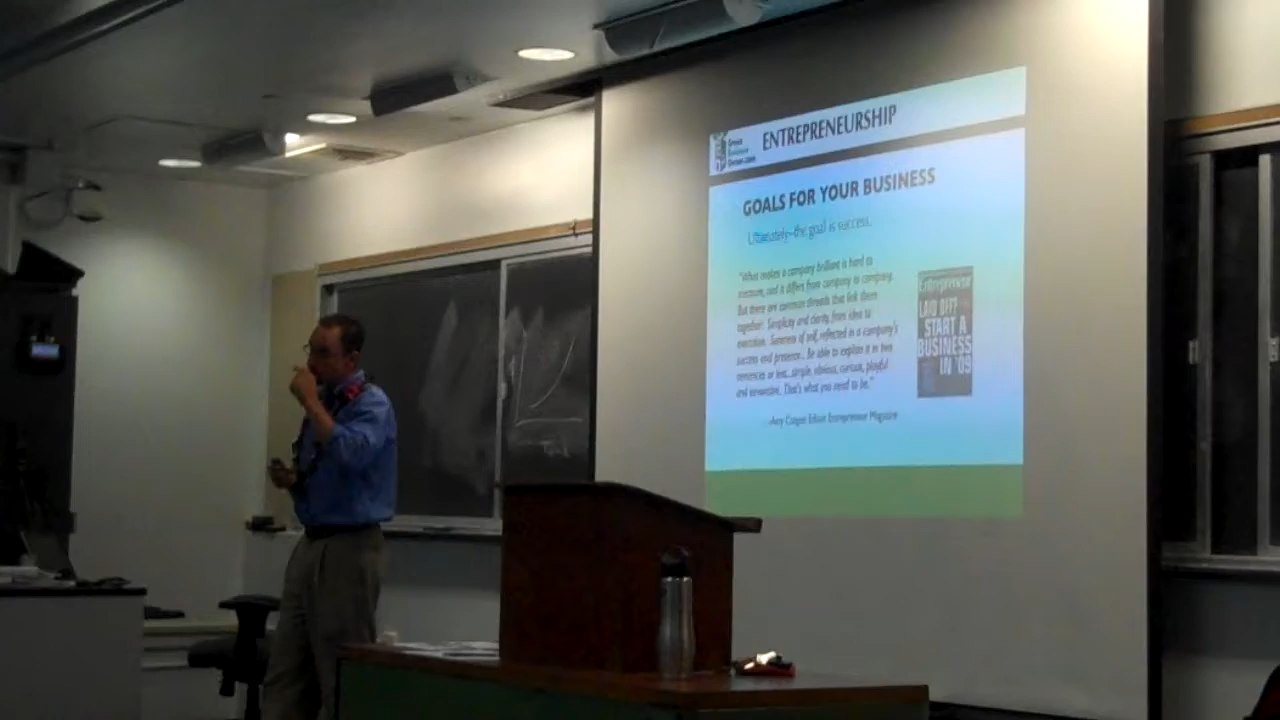 Green
Business
Owner.com
ENTREPRENEURSHIP
GOALS FOR YOUR BUSINESS
Ultimately--the goal is success.
"What makes a company brilliant is hard to
measure, and it differs from company to company.
But there are common threads that link them
together: Simplicity and clarity, from idea to
execution. Sureness of self, reflected in a company's
success and presence... Be able to explain it in two
sentences or less...simple, obvious, curious, playful
and innovative. That's what you need to be."
-Amy Cosper, Editor, Entrepreneur Magazine
Entrepreneur
LAID OFF?
START A
BUSINESS
IN '09